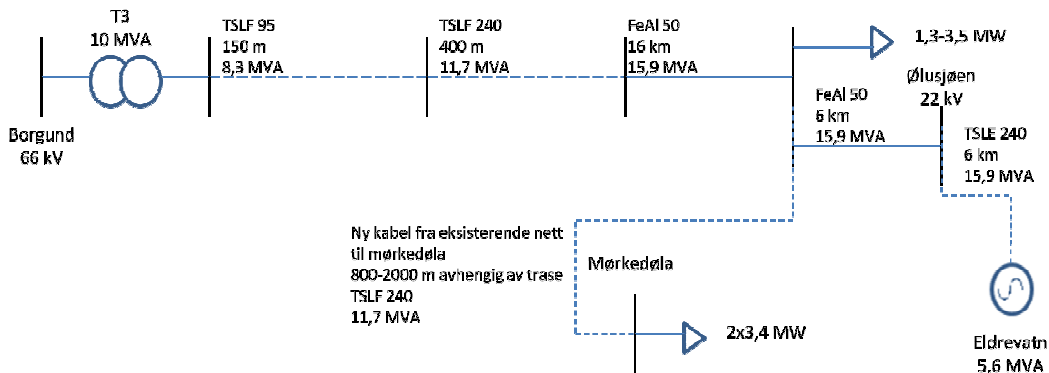 T3
10 MVA
Borgund
66 kV
TSLF 95
150 m
8,3 MVA
TSLF 240
400 m
11,7 MVA
FeAl 50
16 km
15,9 MVA
1,3-3,5 MW
FeAl 50
6 km
15,9 MVA
Ølusjøen
22 kV
TSLE 240
6 km
15,9 MVA
Ny kabel fra eksisterende nett
til mørkedøla
800-2000 m avhengig av trase
TSLF 240
11,7 MVA
Mørkedøla
2x3,4 MW
Eldrevatn
5,6 MVA